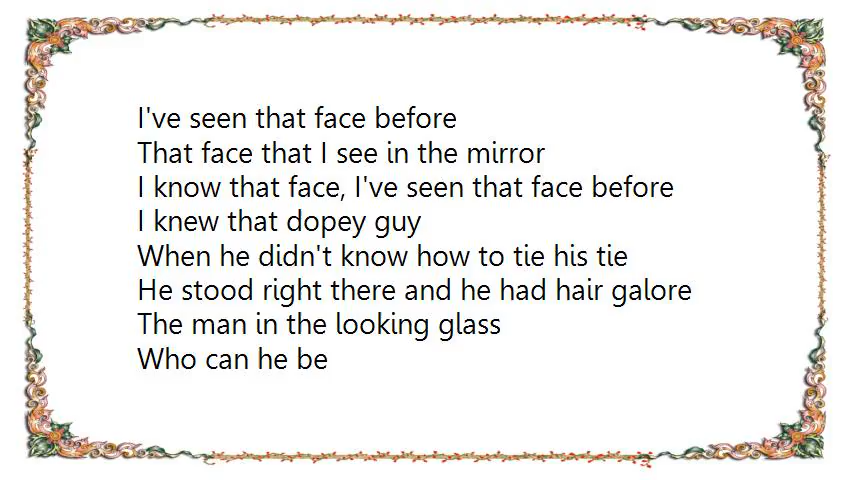 I've seen that face before
That face that I see in the mirror
I know that face, I've seen that face before
I knew that dopey guy
When he didn't know how to tie his tie
He stood right there and he had hair galore
The man in the looking glass
Who can he be